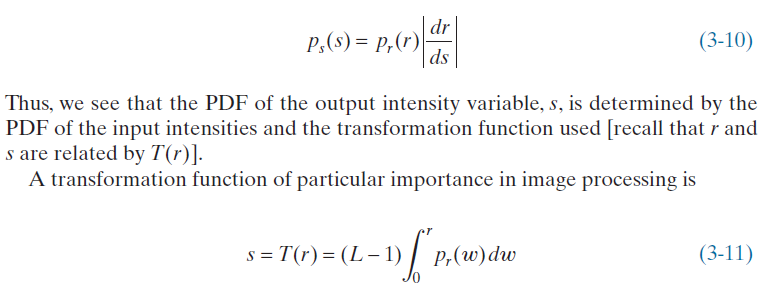 p_s(s) = p_r(r)|dr/ds| (3-10)
Thus, we see that the PDF of the output intensity variable, s, is determined by the
PDF of the input intensities and the transformation function used [recall that r and
s are related by T(r)].
A transformation function of particular importance in image processing is
s = T(r) = (L − 1)∫₀ʳ p_r(w) dw (3-11)